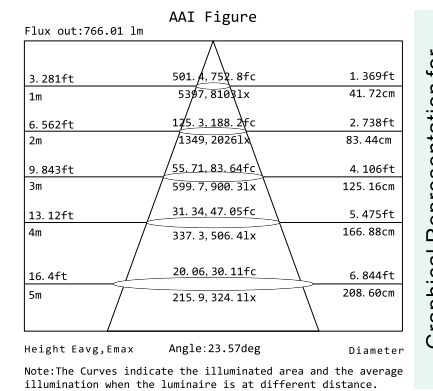 AAI Figure
Flux out:766.01 lm
3.281ft 501.4,752.8fc 1.369ft
1m 5397,8103lx 41.72cm
6.562ft 125.3,188.2fc 2.738ft
2m 1349,2026lx 83.44cm
9.843ft 55.71,83.64fc 4.106ft
3m 599.7,900.3lx 125.16cm
13.12ft 31.34,47.05fc 5.475ft
4m 337.3,506.4lx 166.88cm
16.4ft 20.06,30.11fc 6.844ft
5m 215.9,324.1lx 208.60cm
Height Eavg,Emax Angle:23.57deg Diameter
Note:The Curves indicate the illuminated area and the average
illumination when the luminaire is at different distance.
Graphical Representation for